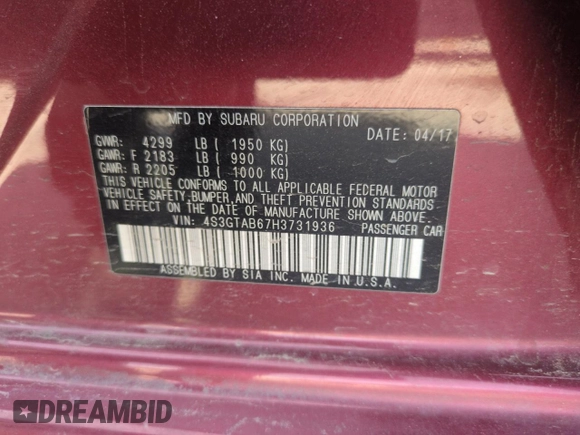 MFD BY SUBARU CORPORATION
DATE: 04/17
GVWR: 4299 LB ( 1950 KG)
GAWR: F 2183 LB ( 990 KG)
GAWR: R 2205 LB ( 1000 KG)
THIS VEHICLE CONFORMS TO ALL APPLICABLE FEDERAL MOTOR
VEHICLE SAFETY,BUMPER,AND THEFT PREVENTION STANDARDS
IN EFFECT ON THE DATE OF MANUFACTURE SHOWN ABOVE.
VIN: 4S3GTAB67H3731936 PASSENGER CAR
ASSEMBLED BY SIA INC. MADE IN U.S.A.
DREAMBID